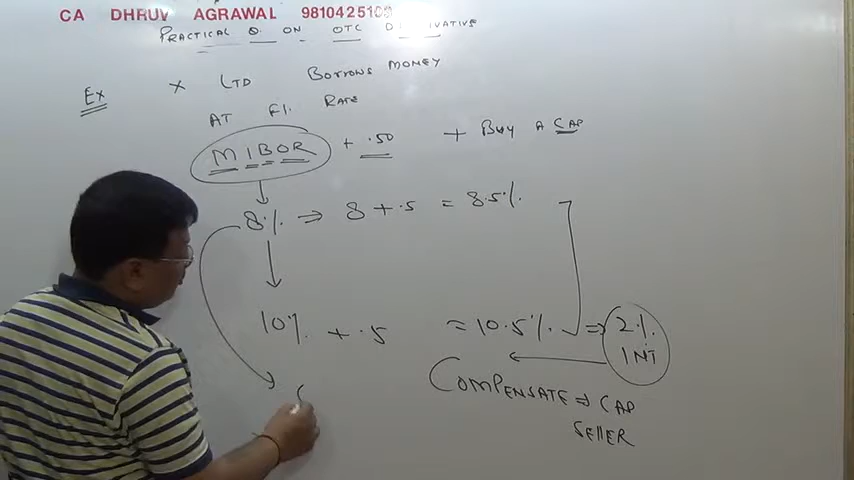 CA DHRUV AGRAWAL 9810425103
PRACTICAL Q. ON OTC DERIVATIVE
Ex X LTD BORROWS MONEY
AT Fl. RATE
MIBOR + .50 + BUY A CAP
8% ⇒ 8 + .5 = 8.5%
10% + .5 = 10.5% ⇒ 2% INT
COMPENSATE ⇒ CAP
SELLER